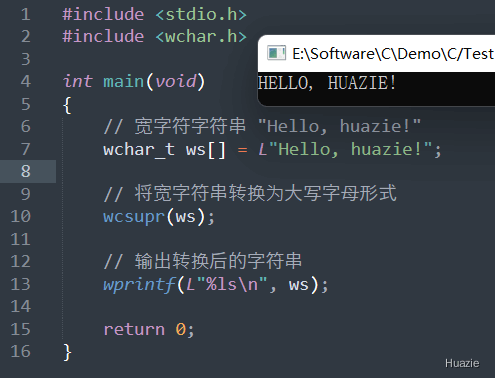 1 #include <stdio.h>
2 #include <wchar.h>
3
4 int main(void)
5 {
6 // 宽字符字符串 "Hello, huazie!"
7 wchar_t ws[] = L"Hello, huazie!";
8
9 // 将宽字符串转换为大写字母形式
10 wcsupr(ws);
11
12 // 输出转换后的字符串
13 wprintf(L"%ls\n", ws);
14
15 return 0;
16 }
E:\Software\C\Demo\C/Test
HELLO, HUAZIE!
Huazie